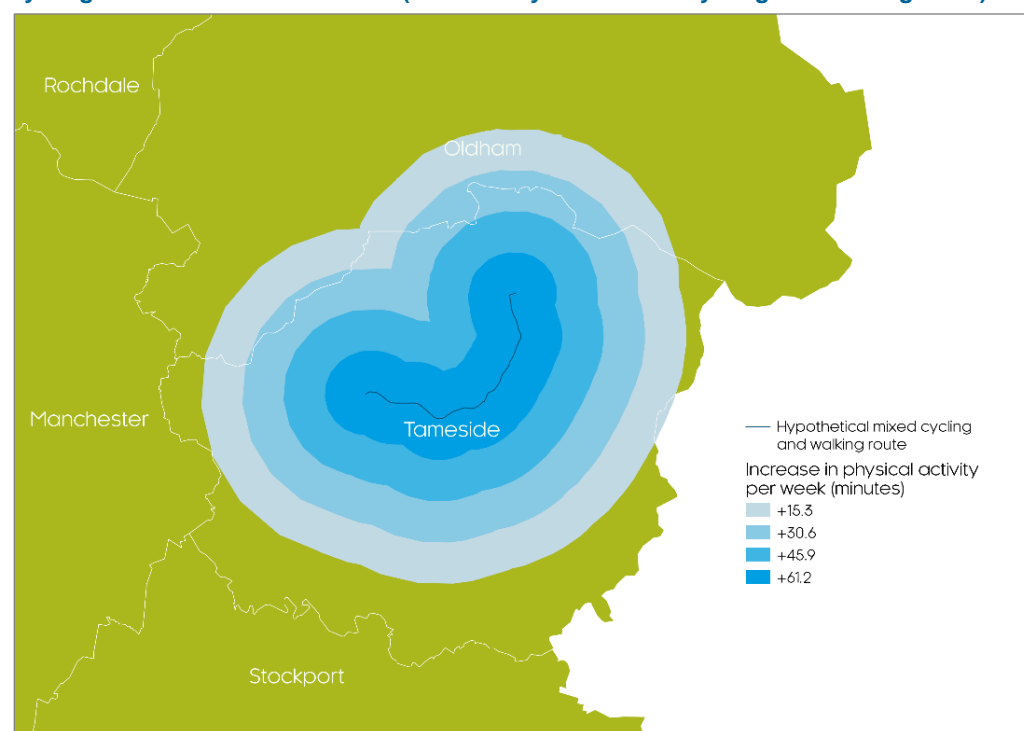 Rochdale
Oldham
Manchester
Tameside
Hypothetical mixed cycling
and walking route
Increase in physical activity
per week (minutes)
+15.3
+30.6
+45.9
+61.2
Stockport